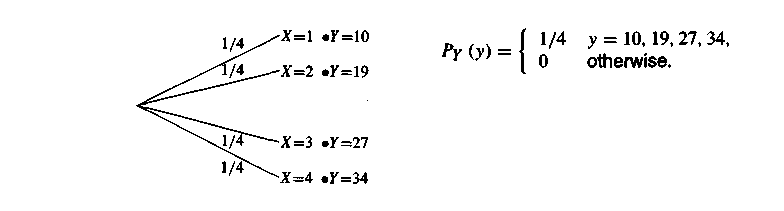 1/4 X=1 •Y=10
1/4 X=2 •Y=19
1/4 X=3 •Y=27
1/4 X=4 •Y=34
P_Y (y) = { 1/4 y = 10, 19, 27, 34,
0 otherwise.